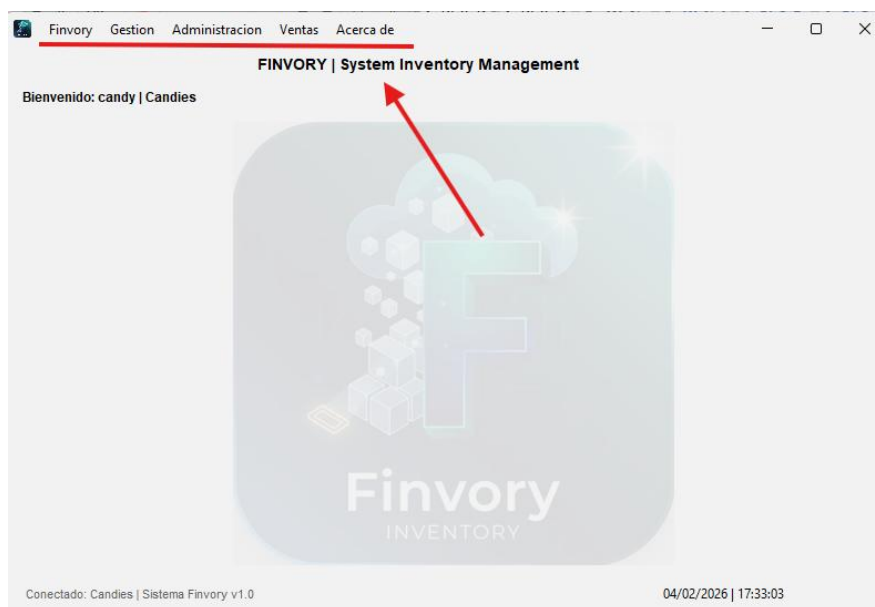 Finvory Gestion Administracion Ventas Acerca de
FINVORY | System Inventory Management
Bienvenido: candy | Candies
F
Finvory
INVENTORY
Conectado: Candies | Sistema Finvory v1.0 04/02/2026 | 17:33:03